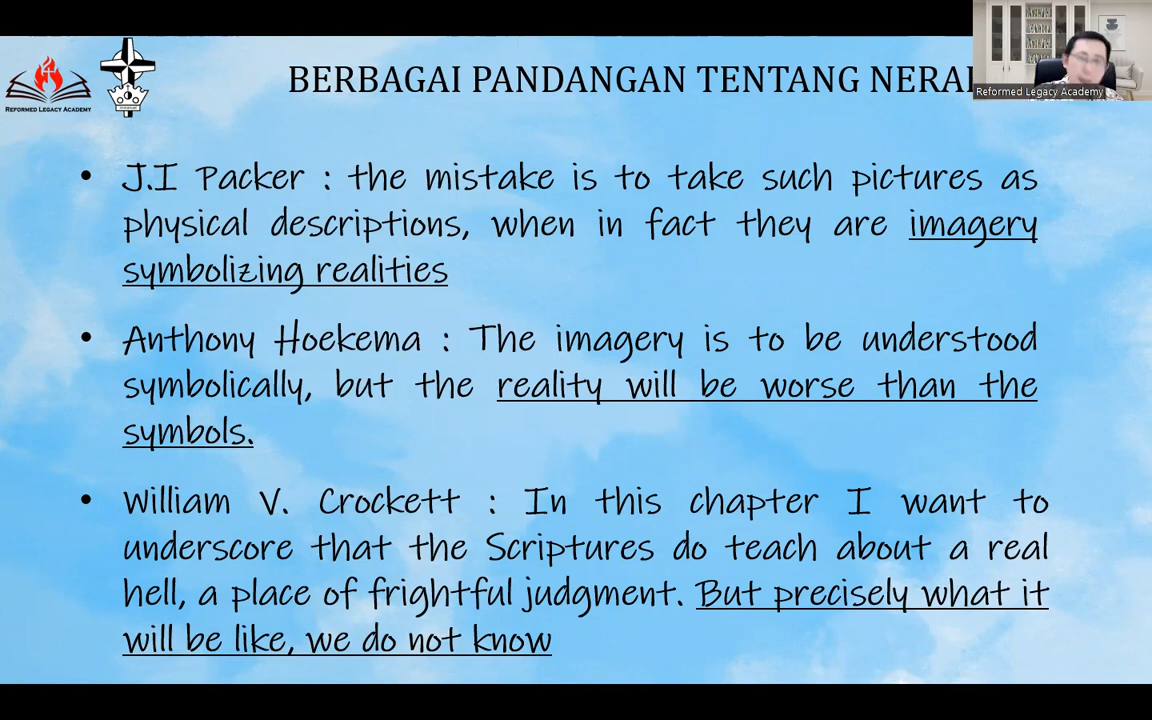 REFORMED LEGACY ACADEMY
BERBAGAI PANDANGAN TENTANG
Reformed Legacy Academy
• J.I Packer : the mistake is to take such pictures as
physical descriptions, when in fact they are imagery
symbolizing realities
• Anthony Hoekema : The imagery is to be understood
symbolically, but the reality will be worse than the
symbols.
• William V. Crockett : In this chapter I want to
underscore that the Scriptures do teach about a real
hell, a place of frightful judgment. But precisely what it
will be like, we do not know